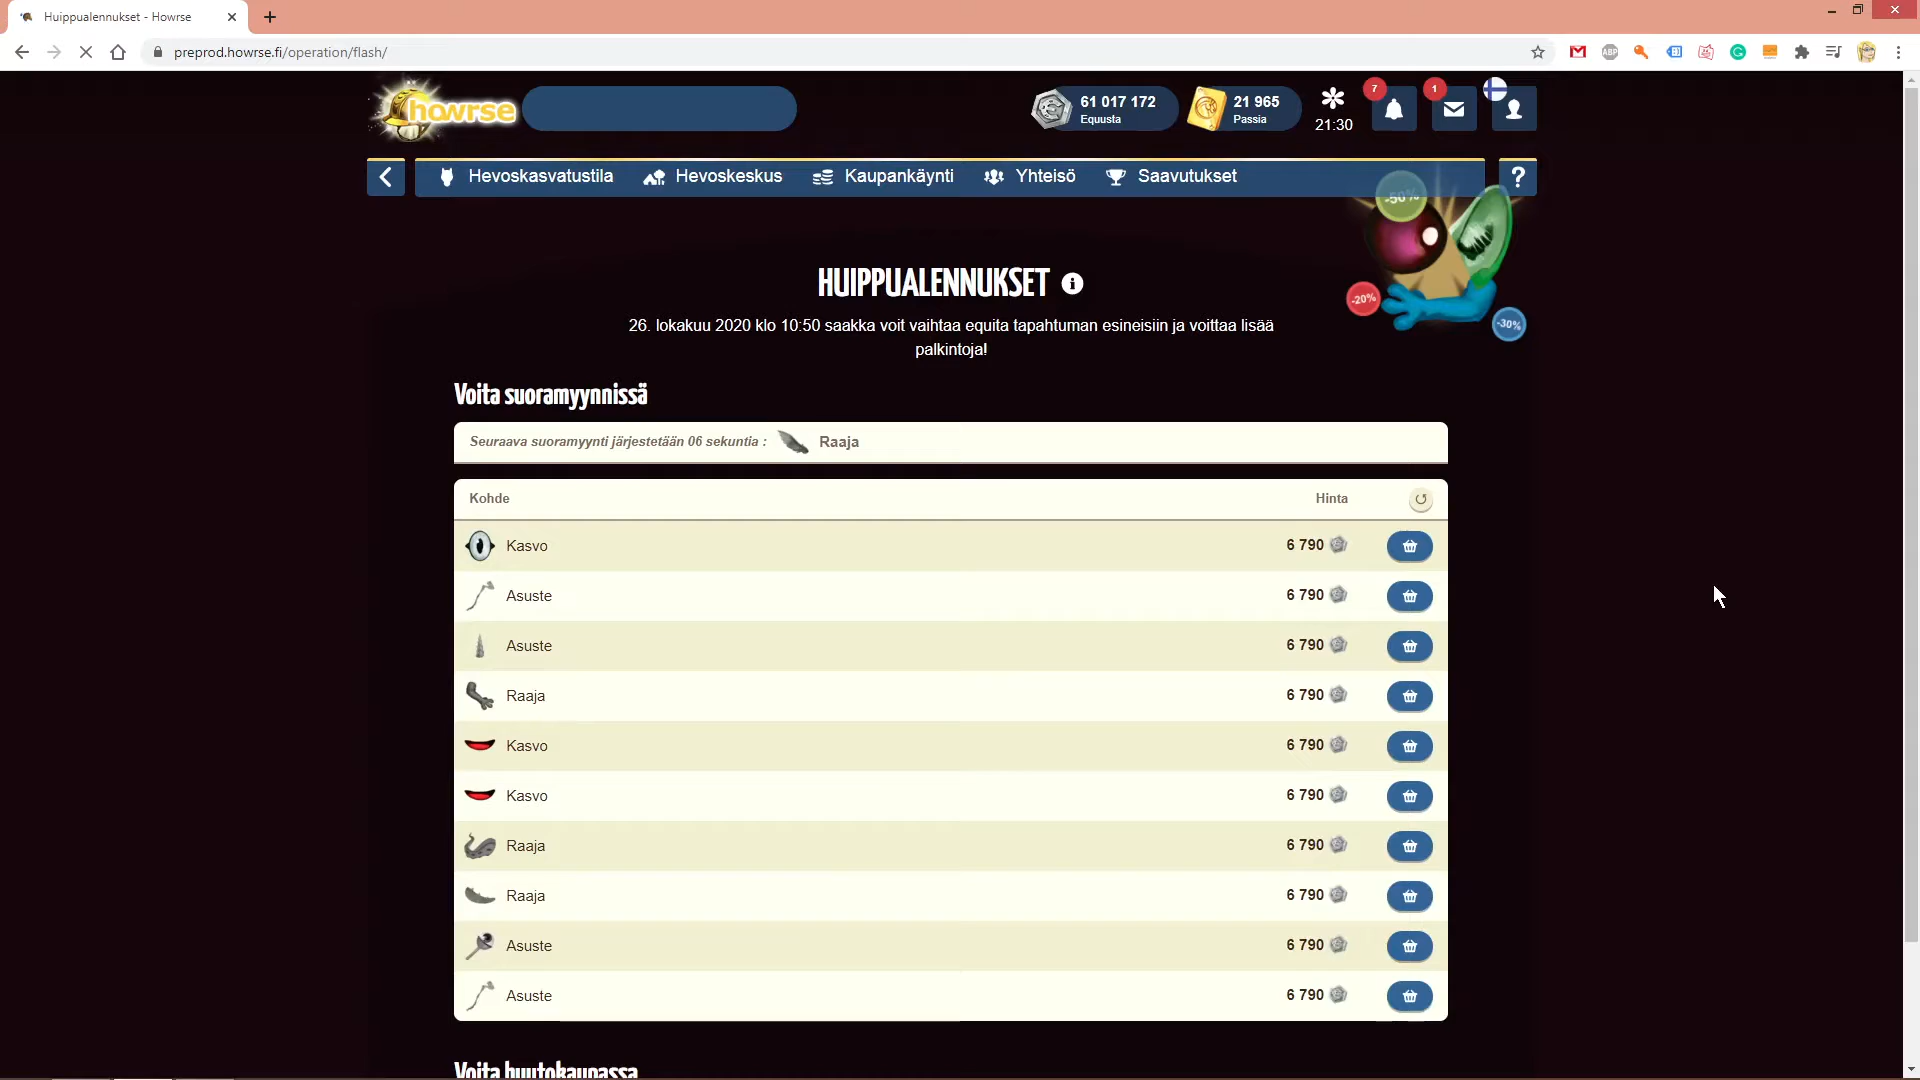 Huippualennukset - Howrse
preprod.howrse.fi/operation/flash/
ABP
howrse
61 017 172
Equusta
21 965
Passia
21:30
7
1
Hevoskasvatustila
Hevoskeskus
Kaupankäynti
Yhteisö
Saavutukset
?
-50%
-20%
-30%
HUIPPUALENNUKSET
26. lokakuu 2020 klo 10:50 saakka voit vaihtaa equita tapahtuman esineisiin ja voittaa lisää
palkintoja!
Voita suoramyynnissä
Seuraava suoramyynti järjestetään 06 sekuntia : Raaja
Kohde Hinta
Kasvo 6 790
Asuste 6 790
Asuste 6 790
Raaja 6 790
Kasvo 6 790
Kasvo 6 790
Raaja 6 790
Raaja 6 790
Asuste 6 790
Asuste 6 790
Voita huutokaupassa